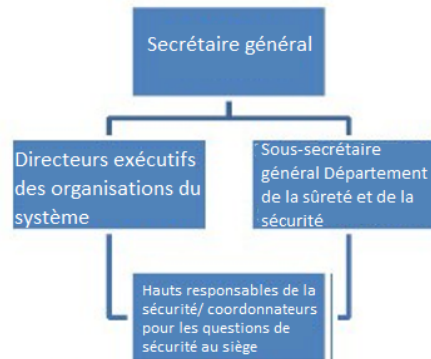 Secrétaire général
Directeurs exécutifs
des organisations du
système
Sous-secrétaire
général Département
de la sûreté et de la
sécurité
Hauts responsables de la
sécurité/ coordonnateurs
pour les questions de
sécurité au siège